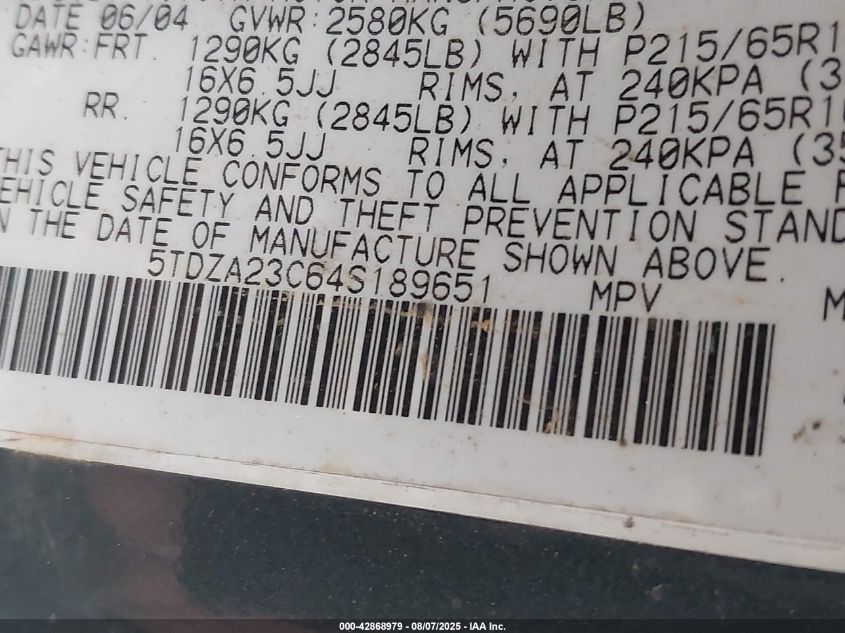 DATE 06/04 GVWR:2580KG (5690LB)
GAWR:FRT. 1290KG (2845LB) WITH P215/65R1
16X6.5JJ RIMS, AT 240KPA (3
RR. 1290KG (2845LB) WITH P215/65R16
16X6.5JJ RIMS, AT 240KPA (35
THIS VEHICLE CONFORMS TO ALL APPLICABLE F
EHICLE SAFETY AND THEFT PREVENTION STAND
N THE DATE OF MANUFACTURE SHOWN ABOVE.
5TDZA23C64S189651 MPV M
000-42868979 - 08/07/2025 - IAA Inc.